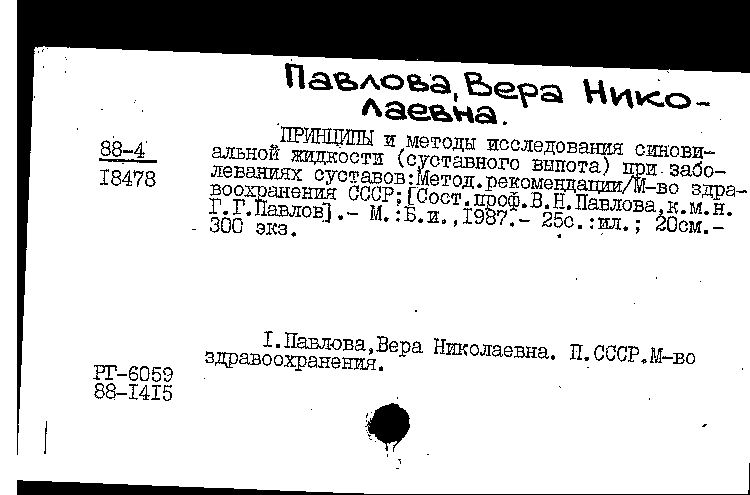 Павлова, Вера Нико-
лаевна.
88-4
18478
ПРИНЦИПЫ и методы исследования синови-
альной жидкости (суставного выпота) при забо-
леваниях суставов:Метод.рекомендации/М-во здра-
воохранения СССР;[Сост.проф.В.Н.Павлова,к.м.н.
Г.Г.Павлов].- М.:Б.и.,1987.- 25с.:ил.; 20см.-
300 экз.
I.Павлова,Вера Николаевна. П.СССР.М-во
здравоохранения.
РГ-6059
88-1415